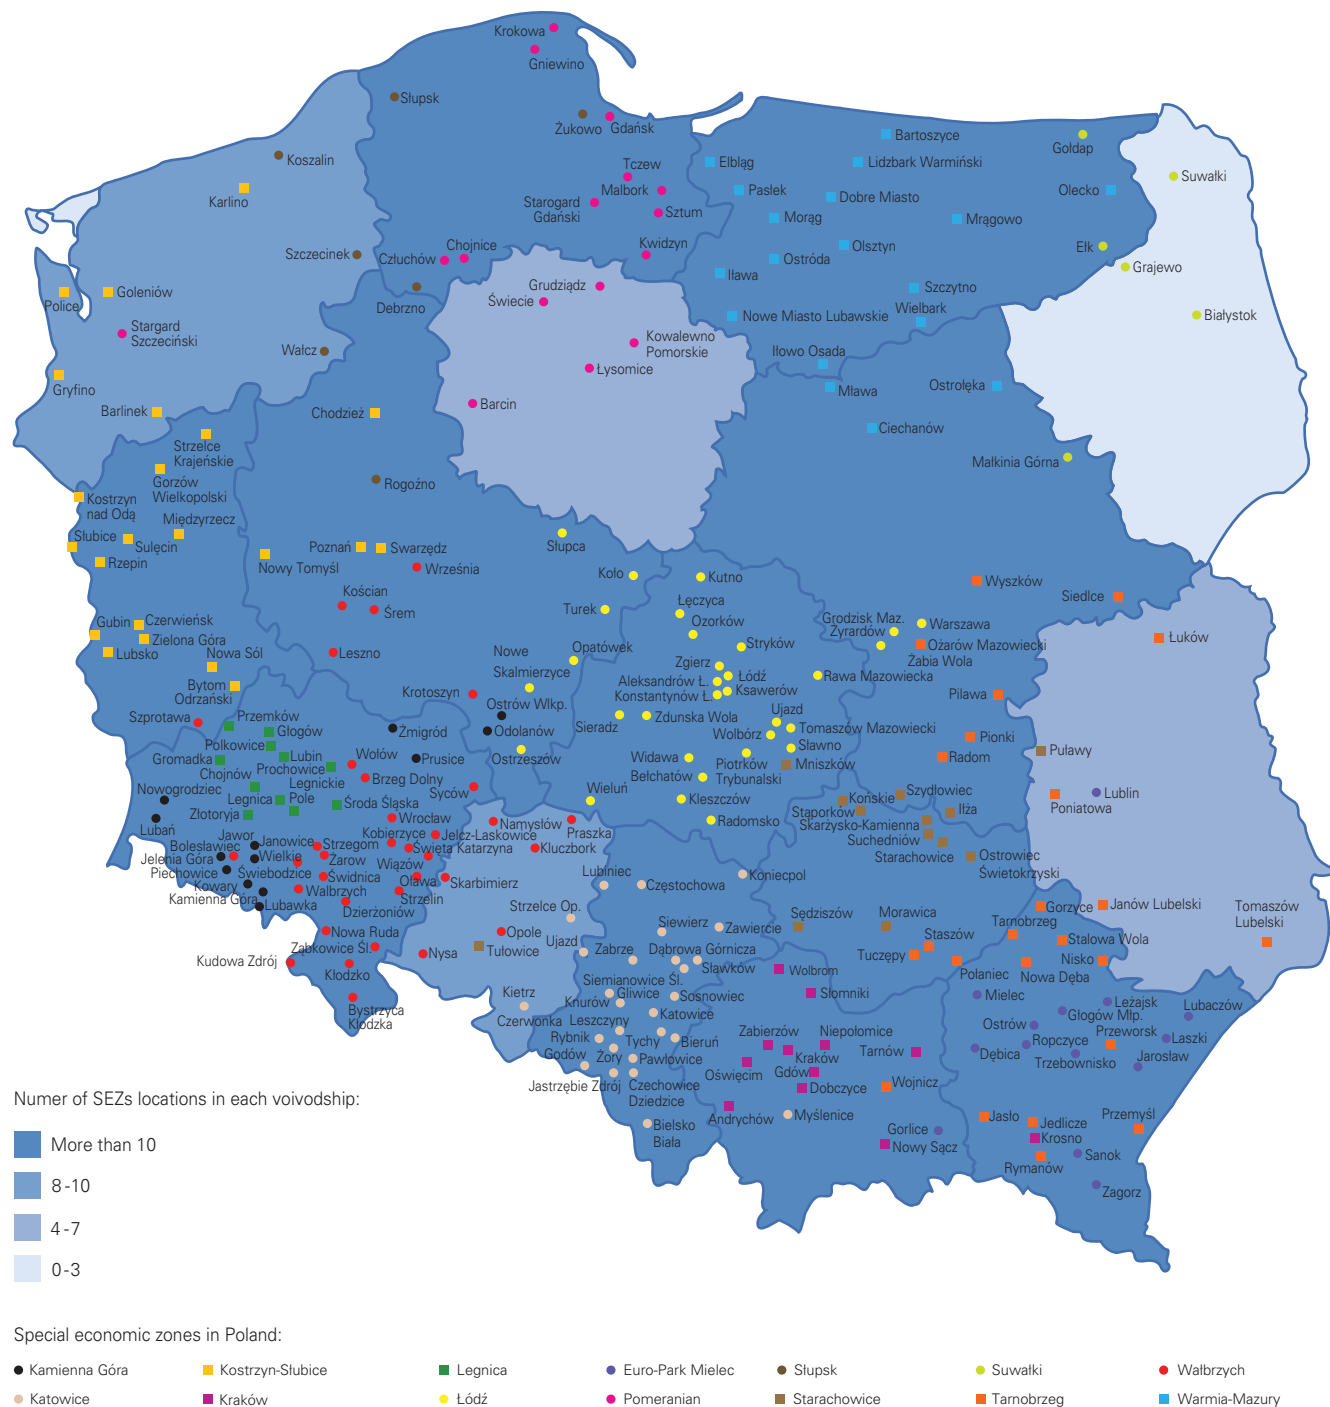 Krokowa
Gniewino
Słupsk
Żukowo
Gdańsk
Bartoszyce
Gołdap
Koszalin
Tczew
Elbląg
Lidzbark Warmiński
Suwałki
Karlino
Malbork
Pasłęk
Dobre Miasto
Olecko
Starogard
Gdański
Sztum
Morąg
Mrągowo
Szczecinek
Człuchów
Chojnice
Kwidzyn
Olsztyn
Ełk
Ostróda
Grajewo
Iława
Police
Goleniów
Debrzno
Świecie
Grudziądz
Szczytno
Wielbark
Nowe Miasto Lubawskie
Białystok
Stargard
Szczeciński
Kowalewno
Pomorskie
Wałcz
Iłowo Osada
Łysomice
Gryfino
Mława
Ostrołęka
Barlinek
Chodzież
Barcin
Ciechanów
Strzelce
Krajeńskie
Małkinia Górna
Gorzów
Wielkopolski
Rogoźno
Kostrzyn
nad Odą
Międzyrzecz
Słubice
Sulęcin
Rzepin
Poznań
Swarzędz
Słupca
Nowy Tomyśl
Września
Koło
Kutno
Wyszków
Kościan
Śrem
Łęczyca
Siedlce
Turek
Ozorków
Gubin
Czerwieńsk
Grodzisk Maz.
Żyrardów
Warszawa
Zielona Góra
Łuków
Lubsko
Nowa Sól
Leszno
Nowe
Skalmierzyce
Opatówek
Stryków
Ożarów Mazowiecki
Żabia Wola
Zgierz
Bytom
Odrzański
Krotoszyn
Aleksandrów Ł.
Łódź
Rawa Mazowiecka
Konstantynów Ł.
Ksawerów
Pilawa
Ostrów Wlkp.
Szprotawa
Przemków
Sieradz
Zdunska Wola
Ujazd
Głogów
Żmigród
Odolanów
Wolbórz
Tomaszów Mazowiecki
Pionki
Polkowice
Sławno
Puławy
Gromadka
Lubin
Wołów
Prusice
Ostrzeszów
Widawa
Piotrków
Trybunalski
Mniszków
Radom
Prochowice
Chojnów
Brzeg Dolny
Bełchatów
Nowogrodziec
Legnickie
Pole
Syców
Wieluń
Kleszczów
Końskie
Szydłowiec
Lublin
Legnica
Środa Śląska
Poniatowa
Złotoryja
Stąporków
Iłża
Lubań
Wrocław
Namysłów
Praszka
Radomsko
Skarżysko-Kamienna
Jawor
Kobierzyce
Jelcz-Laskowice
Suchedniów
Bolesławiec
Janowice
Wielkie
Strzegom
Święta Katarzyna
Kluczbork
Starachowice
Ostrowiec
Świetokrzyski
Jelenia Góra
Żarow
Wiązów
Piechowice
Świebodzice
Świdnica
Oława
Skarbimierz
Lubiniec
Częstochowa
Koniecpol
Kowary
Walbrzych
Kamienna Góra
Strzelin
Lubawka
Dzierżoniów
Strzelce Op.
Siewierz
Zawiercie
Sędziszów
Morawica
Gorzyce
Janów Lubelski
Tomaszów
Lubelski
Tarnobrzeg
Nowa Ruda
Opole
Staszów
Stalowa Wola
Ząbkowice Śl.
Tułowice
Ujazd
Zabrze
Dąbrowa Górnicza
Kudowa Zdrój
Nysa
Tuczępy
Nisko
Kłodzko
Sławków
Wolbrom
Połaniec
Nowa Dęba
Siemianowice Śl.
Kietrz
Gliwice
Sosnowiec
Słomniki
Mielec
Leżajsk
Lubaczów
Bystrzyca
Kłodzka
Knurów
Czerwonka
Leszczyny
Katowice
Głogów Młp.
Ostrów
Rybnik
Tychy
Bieruń
Zabierzów
Niepołomice
Przeworsk
Laszki
Ropczyce
Godów
Żory
Pawłowice
Kraków
Tarnów
Dębica
Trzebownisko
Jarosław
Oświęcim
Gdów
Jastrzębie Zdrój
Czechowice
Dziedzice
Dobczyce
Wojnicz
Andrychów
Myślenice
Jasło
Jedlicze
Przemyśl
Bielsko
Biała
Gorlice
Krosno
Nowy Sącz
Sanok
Rymanów
Zagorz
Numer of SEZs locations in each voivodship:
More than 10
8-10
4-7
0-3
Special economic zones in Poland:
Kamienna Góra
Kostrzyn-Słubice
Legnica
Euro-Park Mielec
Słupsk
Suwałki
Wałbrzych
Katowice
Kraków
Łódź
Pomeranian
Starachowice
Tarnobrzeg
Warmia-Mazury